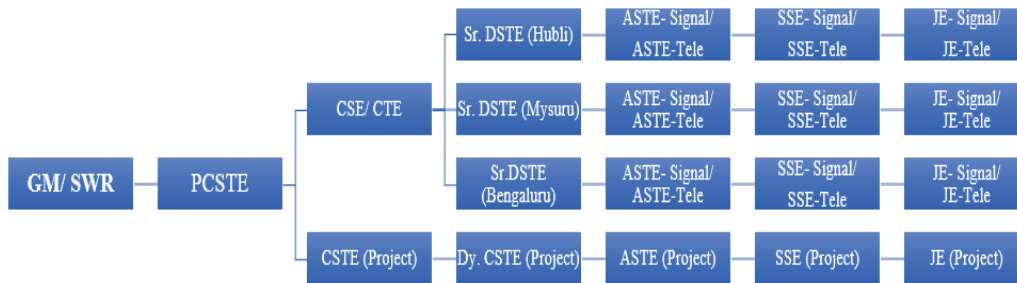 Sr. DSTE (Hubli)
ASTE- Signal/
ASTE-Tele
SSE- Signal/
SSE-Tele
JE- Signal/
JE-Tele
CSE/ CTE
Sr. DSTE (Mysuru)
ASTE- Signal/
ASTE-Tele
SSE- Signal/
SSE-Tele
JE- Signal/
JE-Tele
GM/ SWR
PCSTE
Sr.DSTE
(Bengaluru)
ASTE- Signal/
ASTE-Tele
SSE- Signal/
SSE-Tele
JE- Signal/
JE-Tele
CSTE (Project)
Dy. CSTE (Project)
ASTE (Project)
SSE (Project)
JE (Project)